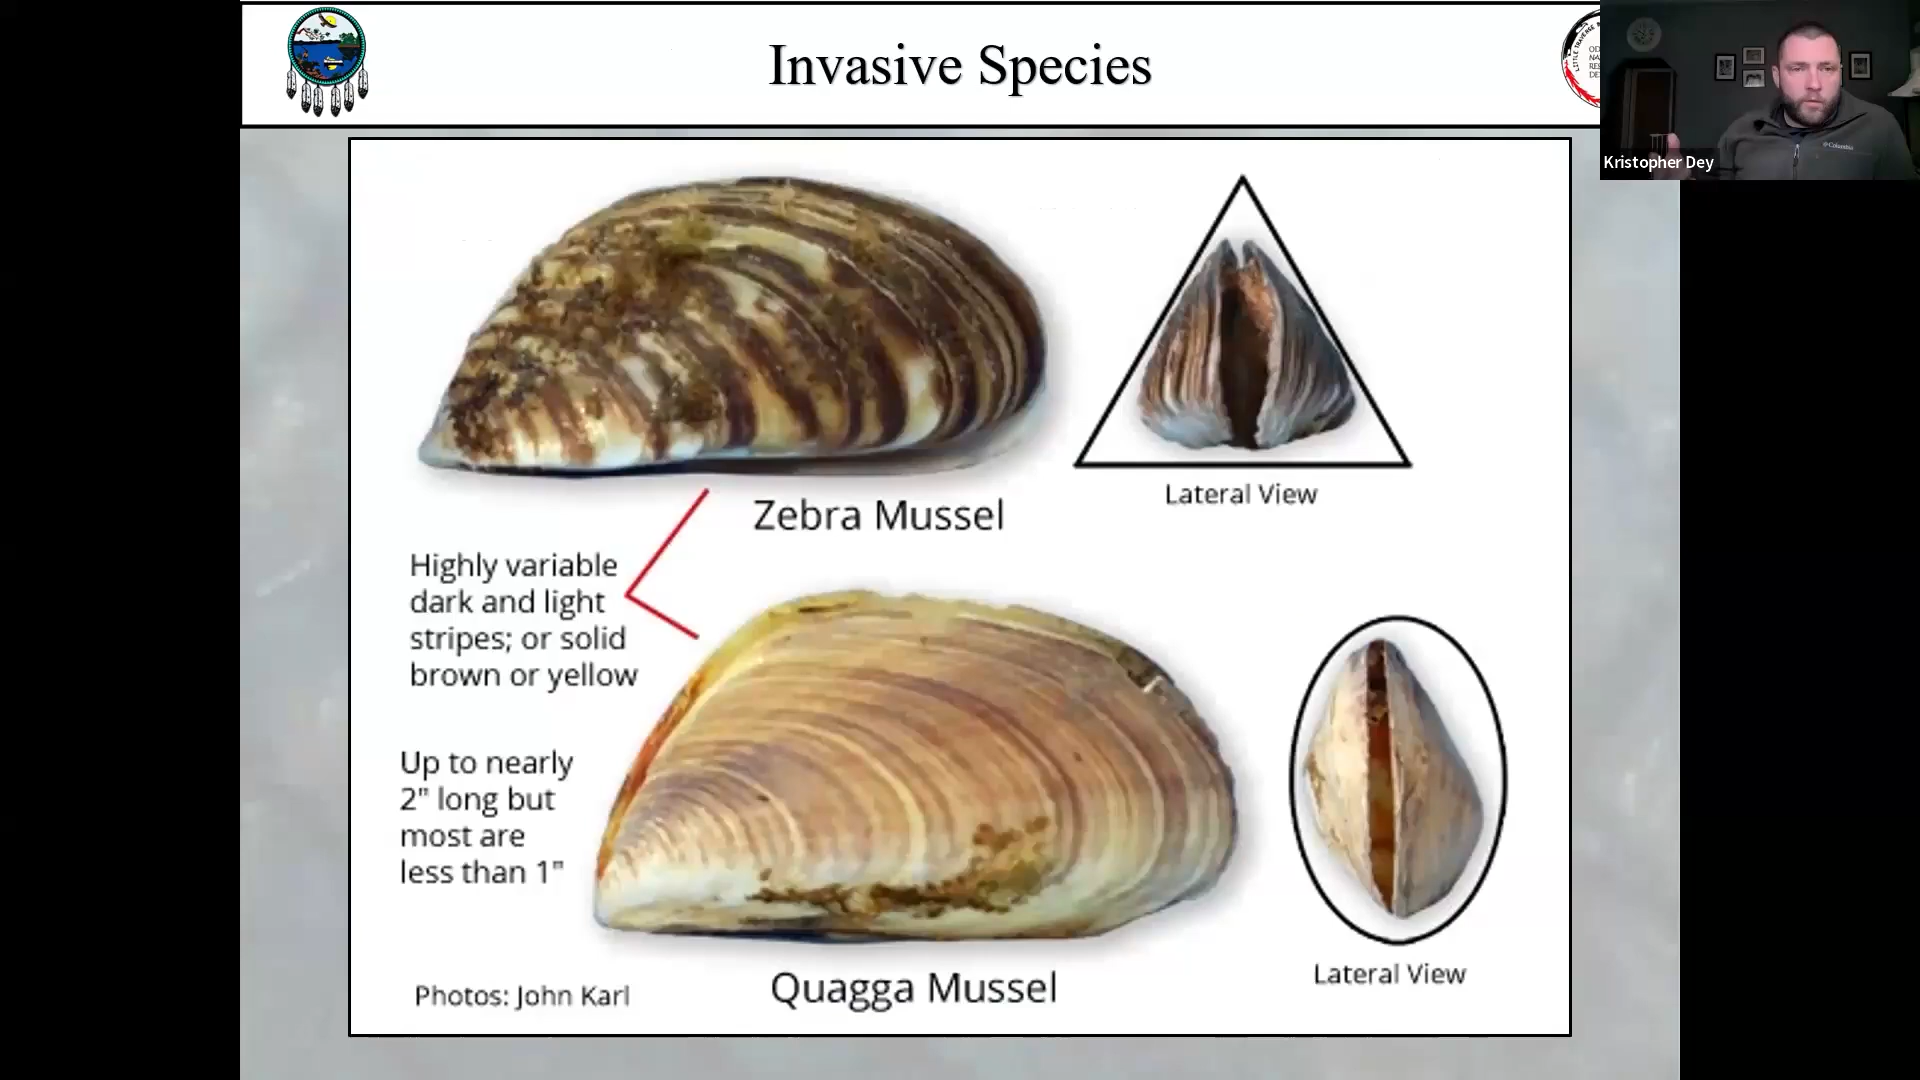 Invasive Species
Kristopher Dey
Columbia
Lateral View
Zebra Mussel
Highly variable
dark and light
stripes; or solid
brown or yellow
Up to nearly
2" long but
most are
less than 1"
Lateral View
Quagga Mussel
Photos: John Karl